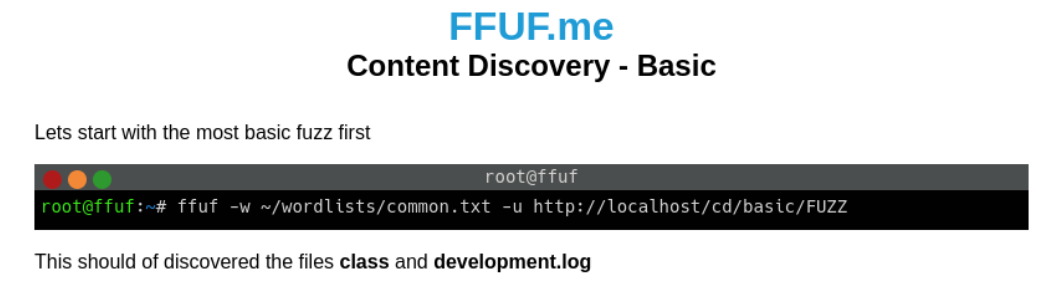 FFUF.me
Content Discovery - Basic
Lets start with the most basic fuzz first
root@ffuf
root@ffuf:~# ffuf -w ~/wordlists/common.txt -u http://localhost/cd/basic/FUZZ
This should of discovered the files class and development.log